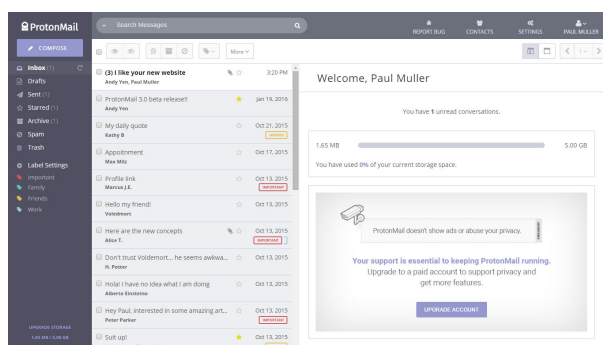 ProtonMail
Search Messages
REPORT BUG
CONTACTS
SETTINGS
PAUL MULLER
COMPOSE
More
Inbox (1)
Drafts
Sent (1)
Starred (1)
Archive (1)
Spam
Trash
Label Settings
Important
Family
Friends
Work
UPGRADE STORAGE
1.65 MB / 5.00 GB
(3) I like your new website
3:20 PM
Andy Yen, Paul Muller
ProtonMail 3.0 beta release!!
Jan 19, 2016
Andy Yen
My daily quote
Oct 21, 2015
Kathy B
Appoitnment
Oct 17, 2015
Max Milz
Profile link
Oct 13, 2015
Marcus J.E.
IMPORTANT
Hello my friend!
Oct 13, 2015
Voledmort
Here are the new concepts
Oct 13, 2015
Alice T.
IMPORTANT
Don't trust Voldemort... he seems awkwa...
Oct 13, 2015
H. Potter
Hola! I have no idea what I am doing
Oct 13, 2015
Alberto Einsteino
Hey Paul, interested in some amazing art...
Oct 13, 2015
Peter Parker
IMPORTANT
Suit up!
Oct 13, 2015
Welcome, Paul Muller
You have 1 unread conversations.
1.65 MB
5.00 GB
You have used 0% of your current storage space.
ProtonMail doesn't show ads or abuse your privacy.
Your support is essential to keeping ProtonMail running.
Upgrade to a paid account to support privacy and
get more features.
UPGRADE ACCOUNT